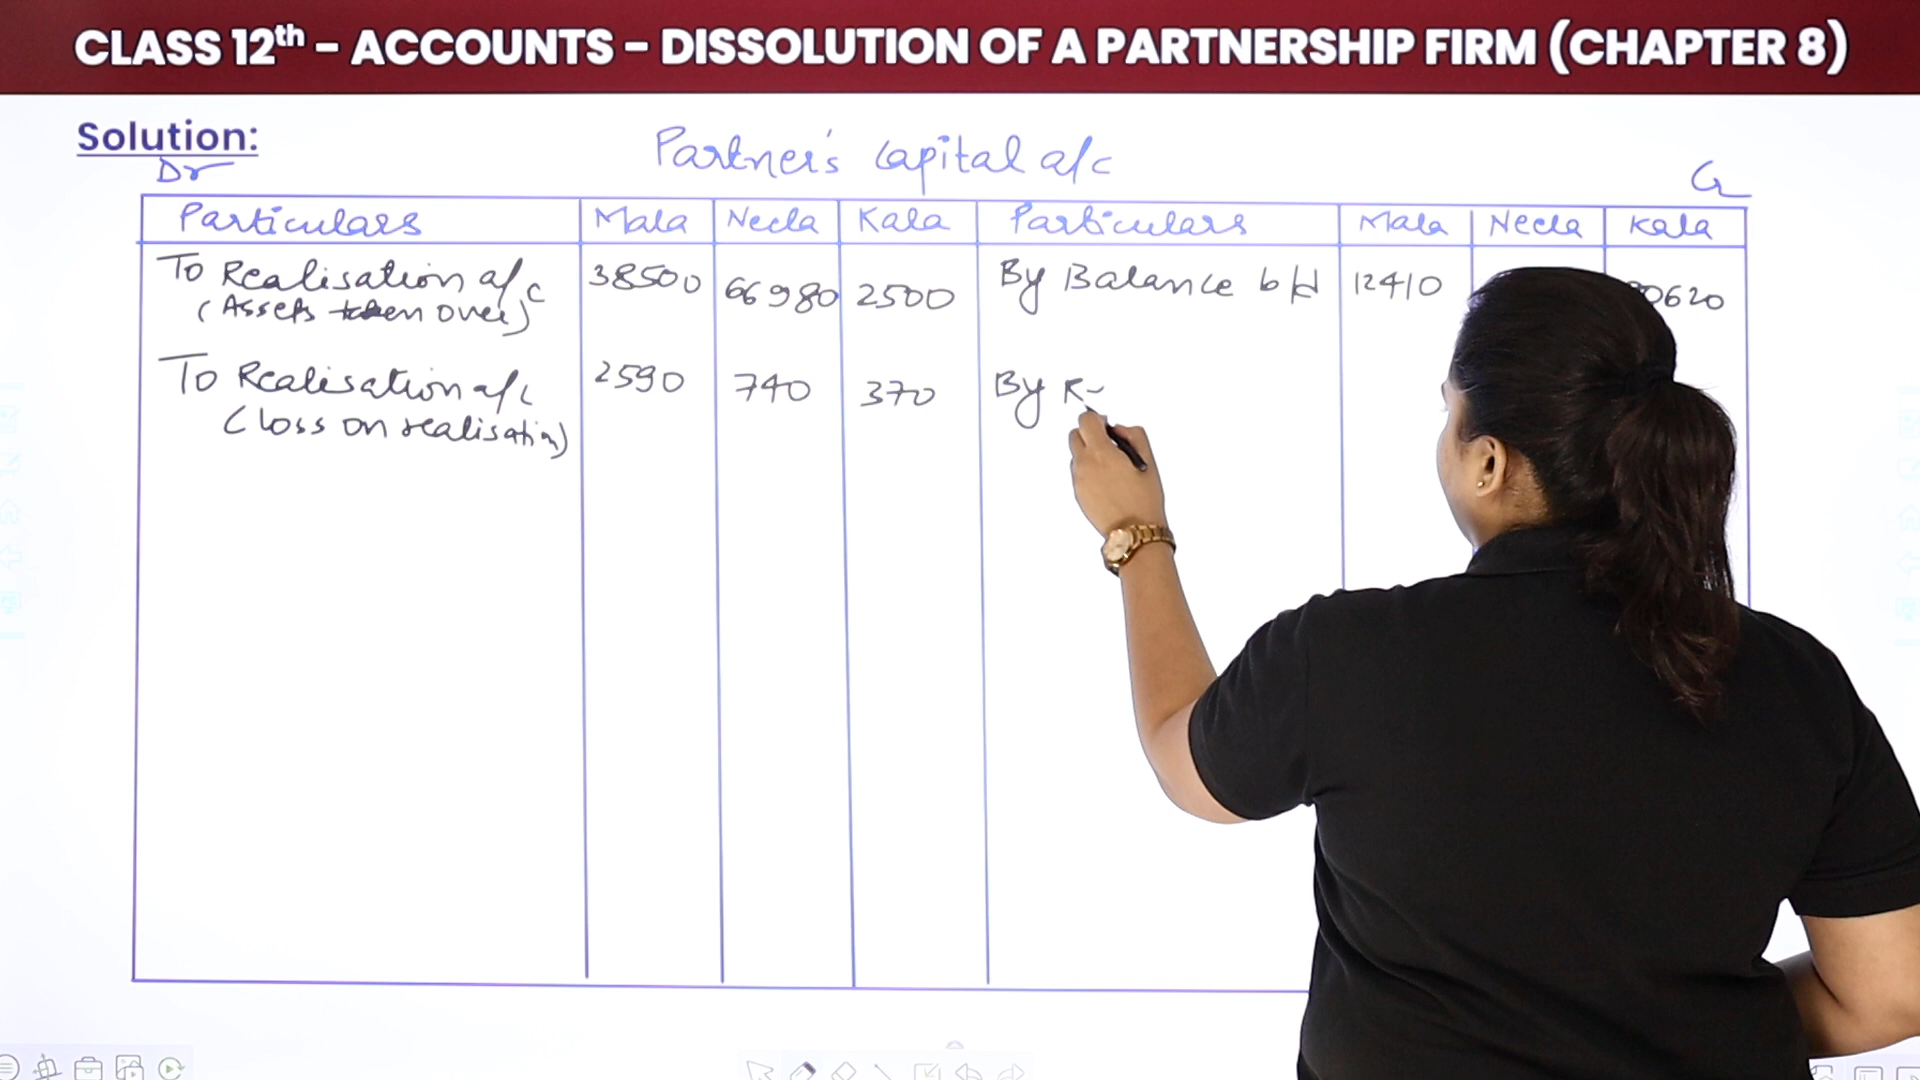 CLASS 12th - ACCOUNTS - DISSOLUTION OF A PARTNERSHIP FIRM (CHAPTER 8)
Solution:
Partner's Capital a/c
Dr Cr
Particulars Mala Neela Kala Particulars Mala Neela Kala
To Realisation a/c 38500 66980 2500 By Balance b/d 12410 0620
(Assets taken over)
To Realisation a/c 2590 740 370 By R
(loss on realisation)